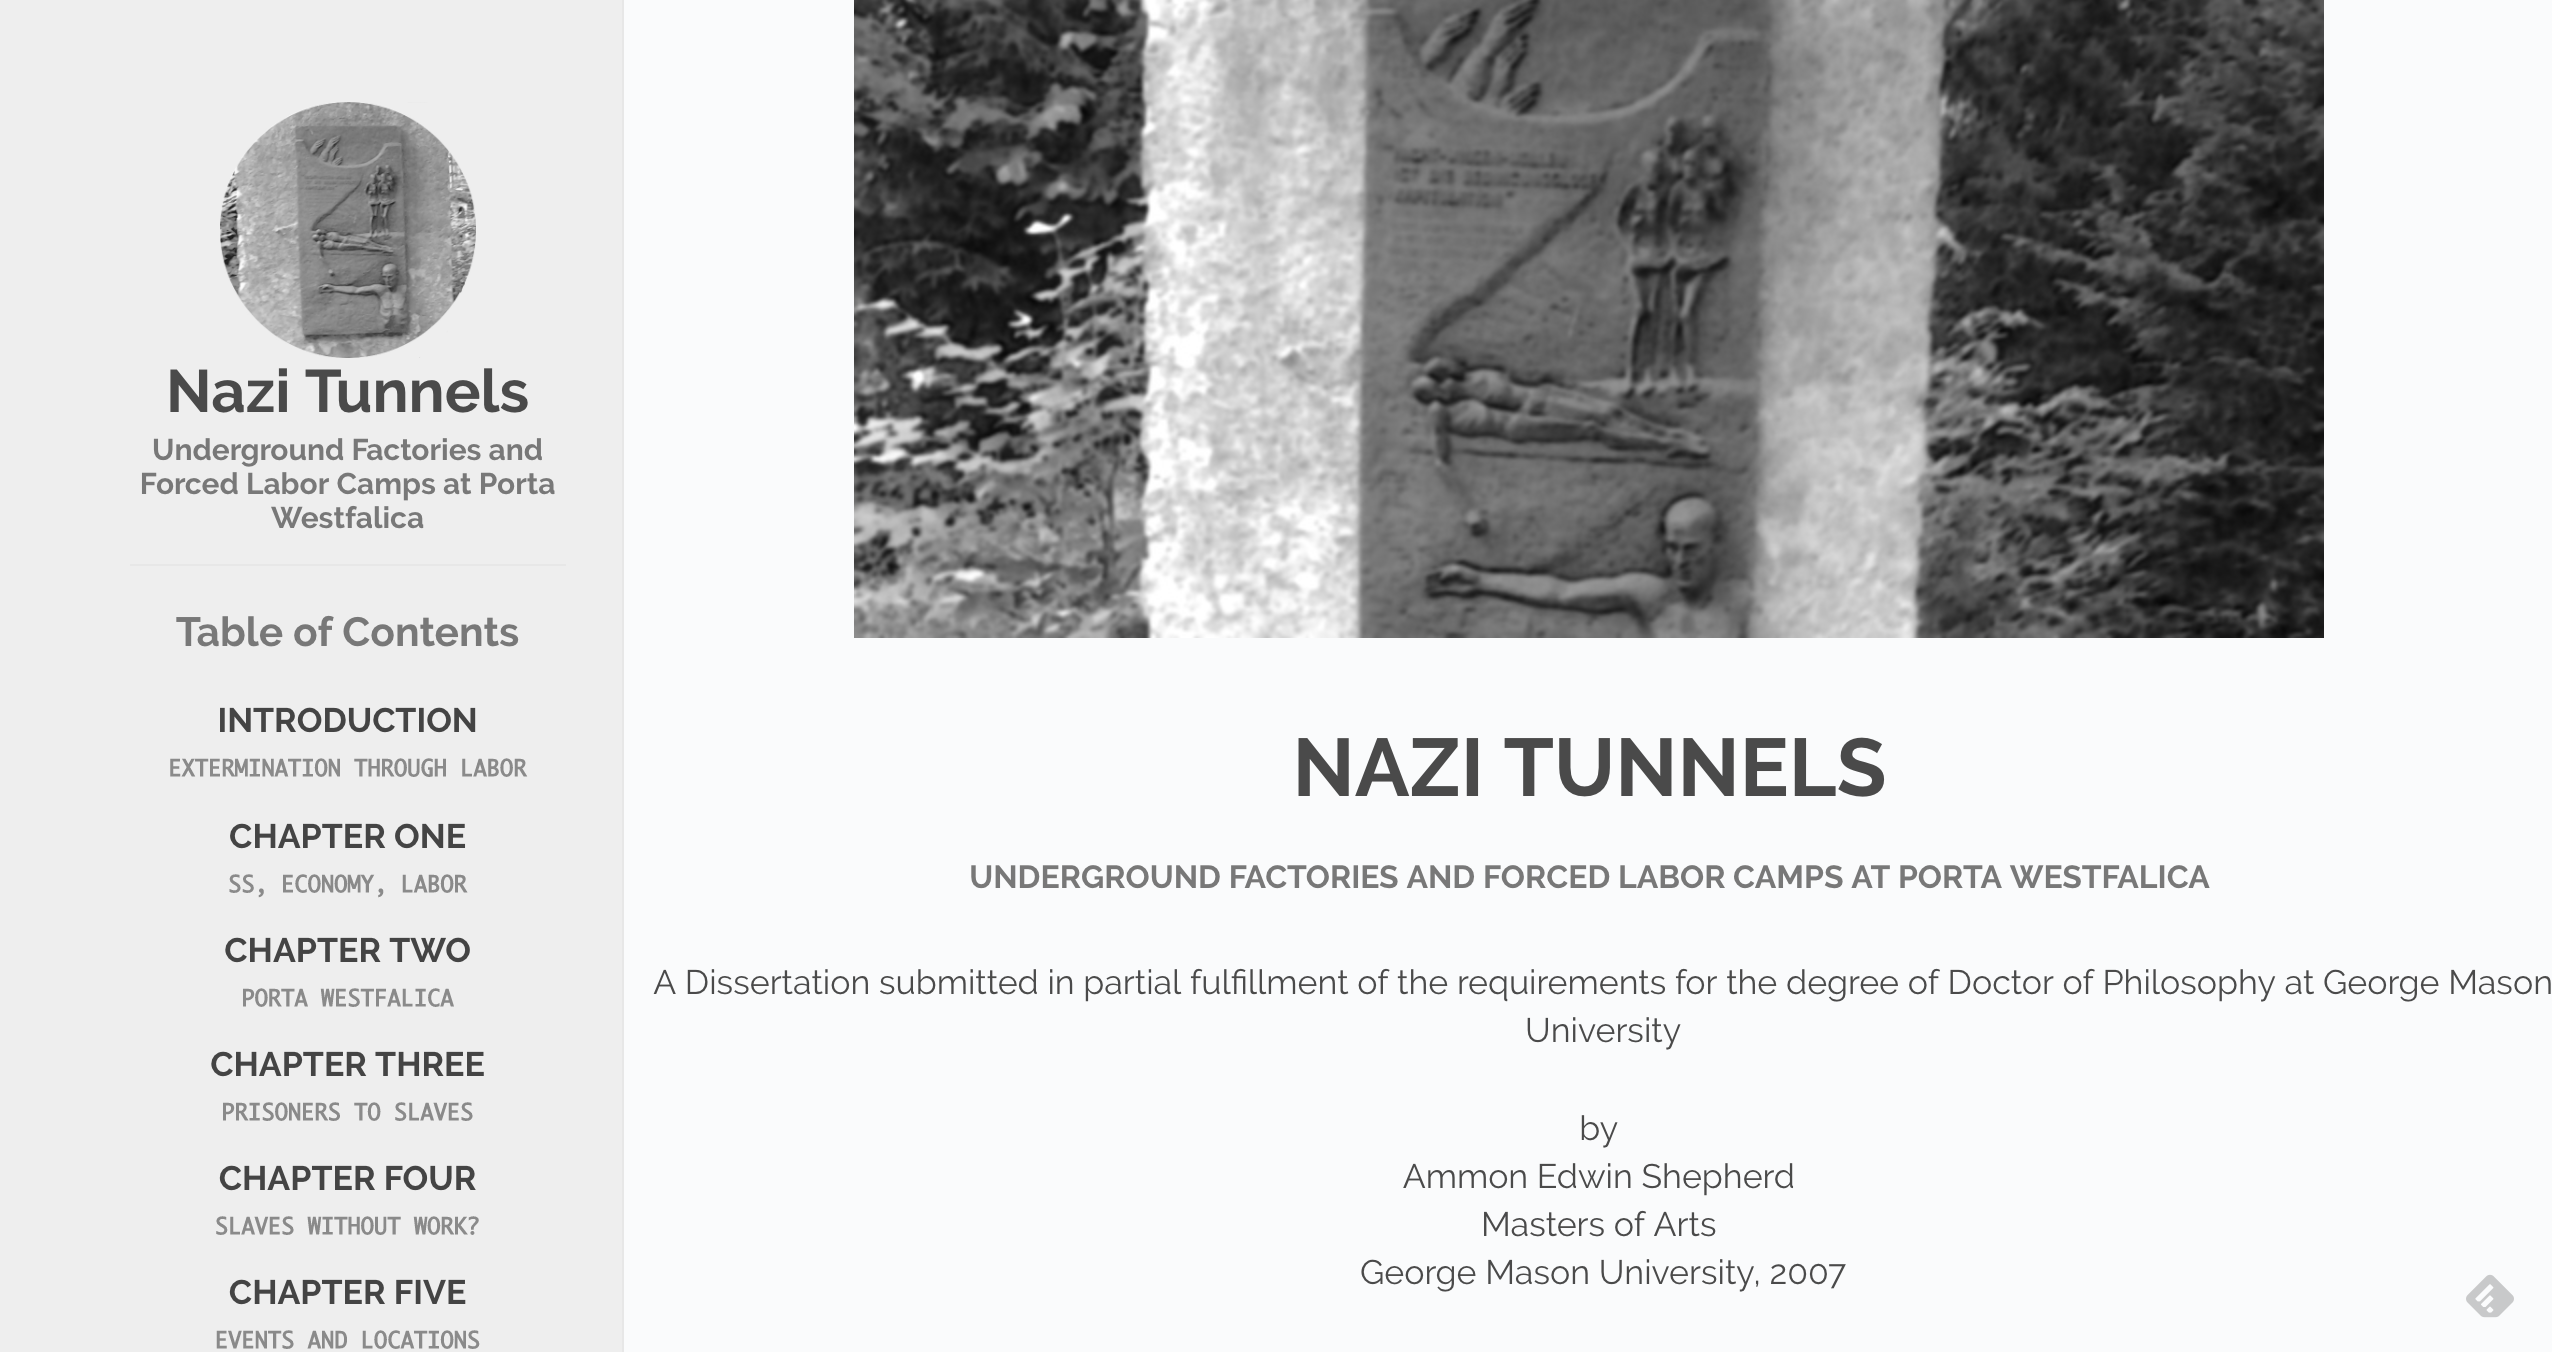 Nazi Tunnels
Underground Factories and
Forced Labor Camps at Porta
Westfalica
Table of Contents
INTRODUCTION
EXTERMINATION THROUGH LABOR
CHAPTER ONE
SS, ECONOMY, LABOR
CHAPTER TWO
PORTA WESTFALICA
CHAPTER THREE
PRISONERS TO SLAVES
CHAPTER FOUR
SLAVES WITHOUT WORK?
CHAPTER FIVE
EVENTS AND LOCATIONS
NAZI TUNNELS
UNDERGROUND FACTORIES AND FORCED LABOR CAMPS AT PORTA WESTFALICA
A Dissertation submitted in partial fulfillment of the requirements for the degree of Doctor of Philosophy at George Mason
University
by
Ammon Edwin Shepherd
Masters of Arts
George Mason University, 2007